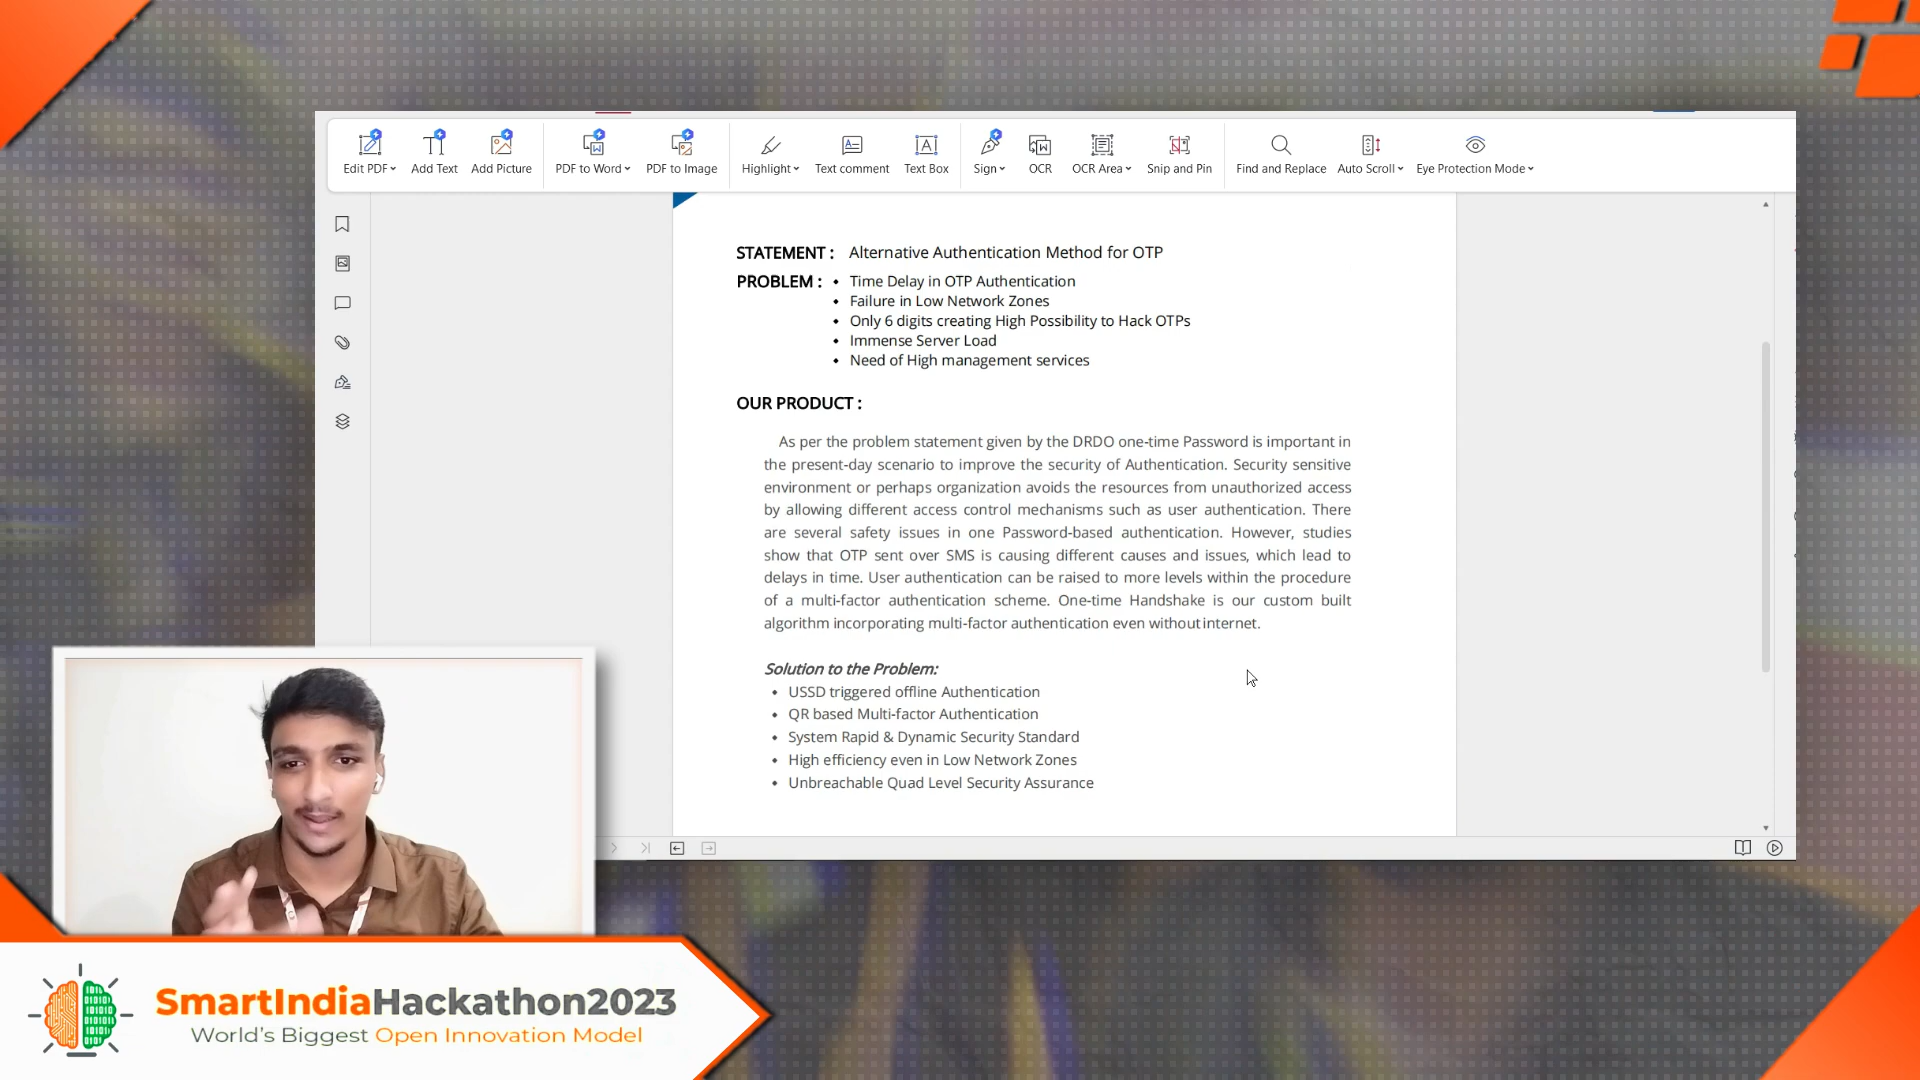 Edit PDF
Add Text
Add Picture
PDF to Word
PDF to Image
Highlight
Text comment
Text Box
Sign
OCR
OCR Area
Snip and Pin
Find and Replace
Auto Scroll
Eye Protection Mode
STATEMENT : Alternative Authentication Method for OTP
PROBLEM : • Time Delay in OTP Authentication
• Failure in Low Network Zones
• Only 6 digits creating High Possibility to Hack OTPs
• Immense Server Load
• Need of High management services
OUR PRODUCT :
As per the problem statement given by the DRDO one-time Password is important in
the present-day scenario to improve the security of Authentication. Security sensitive
environment or perhaps organization avoids the resources from unauthorized access
by allowing different access control mechanisms such as user authentication. There
are several safety issues in one Password-based authentication. However, studies
show that OTP sent over SMS is causing different causes and issues, which lead to
delays in time. User authentication can be raised to more levels within the procedure
of a multi-factor authentication scheme. One-time Handshake is our custom built
algorithm incorporating multi-factor authentication even without internet.
Solution to the Problem:
• USSD triggered offline Authentication
• QR based Multi-factor Authentication
• System Rapid & Dynamic Security Standard
• High efficiency even in Low Network Zones
• Unbreachable Quad Level Security Assurance
SmartIndiaHackathon2023
World's Biggest Open Innovation Model